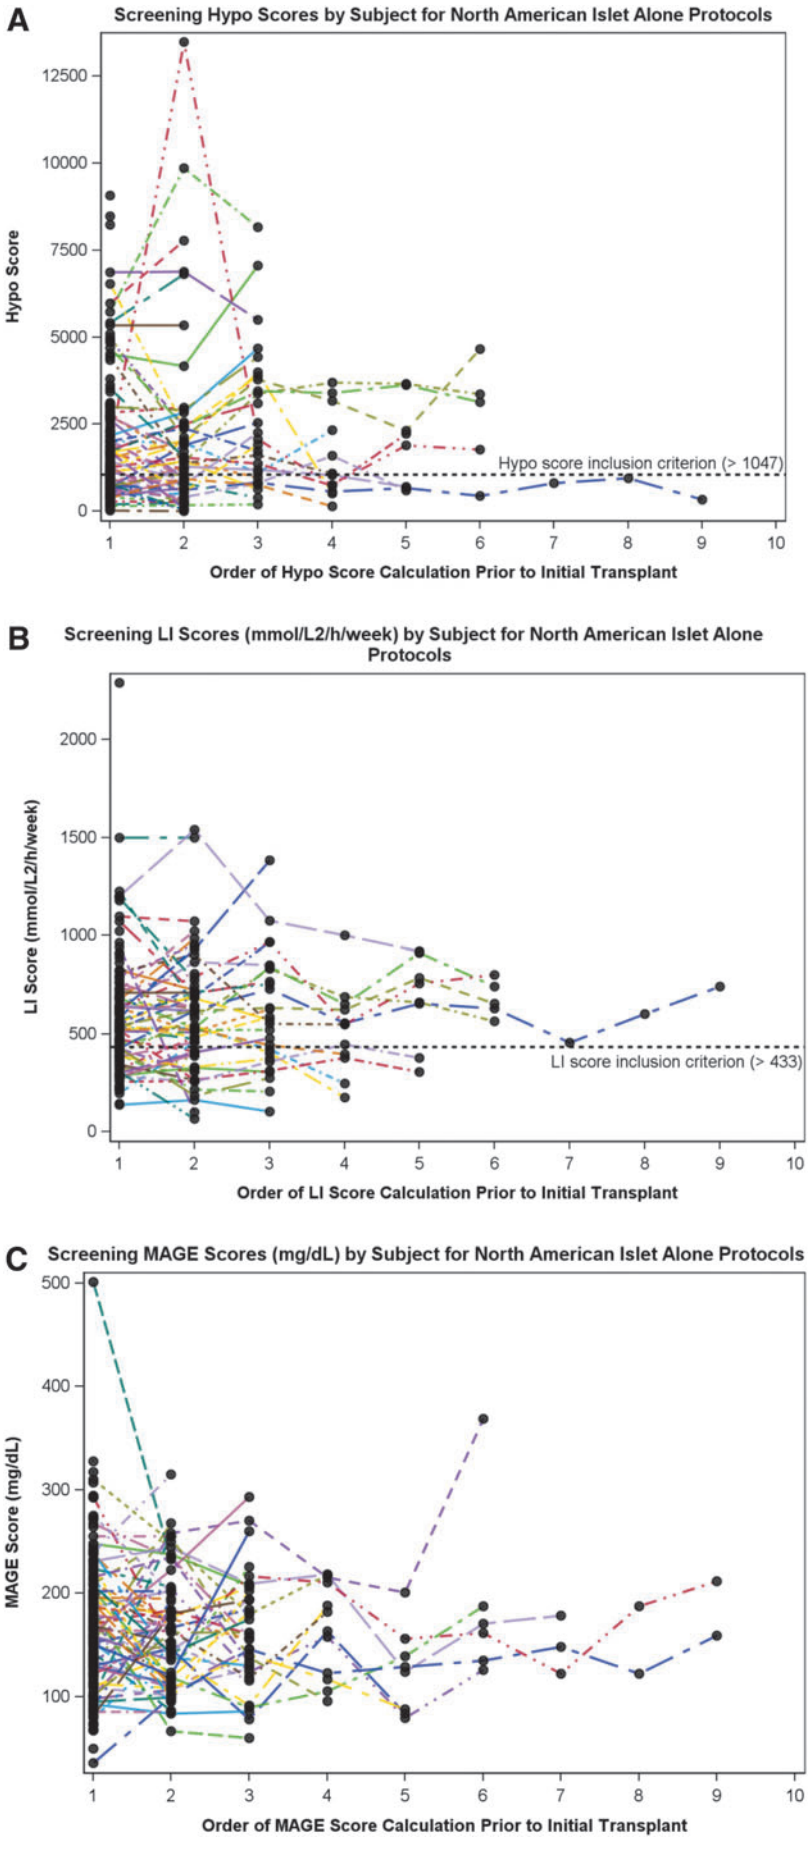 A
Screening Hypo Scores by Subject for North American Islet Alone Protocols
12500
10000
7500
5000
2500
0
Hypo Score
Hypo score inclusion criterion (> 1047)
1 2 3 4 5 6 7 8 9 10
Order of Hypo Score Calculation Prior to Initial Transplant
B
Screening LI Scores (mmol/L2/h/week) by Subject for North American Islet Alone
Protocols
2000
1500
1000
500
0
LI Score (mmol/L2/h/week)
LI score inclusion criterion (> 433)
1 2 3 4 5 6 7 8 9 10
Order of LI Score Calculation Prior to Initial Transplant
C
Screening MAGE Scores (mg/dL) by Subject for North American Islet Alone Protocols
500
400
300
200
100
MAGE Score (mg/dL)
1 2 3 4 5 6 7 8 9 10
Order of MAGE Score Calculation Prior to Initial Transplant